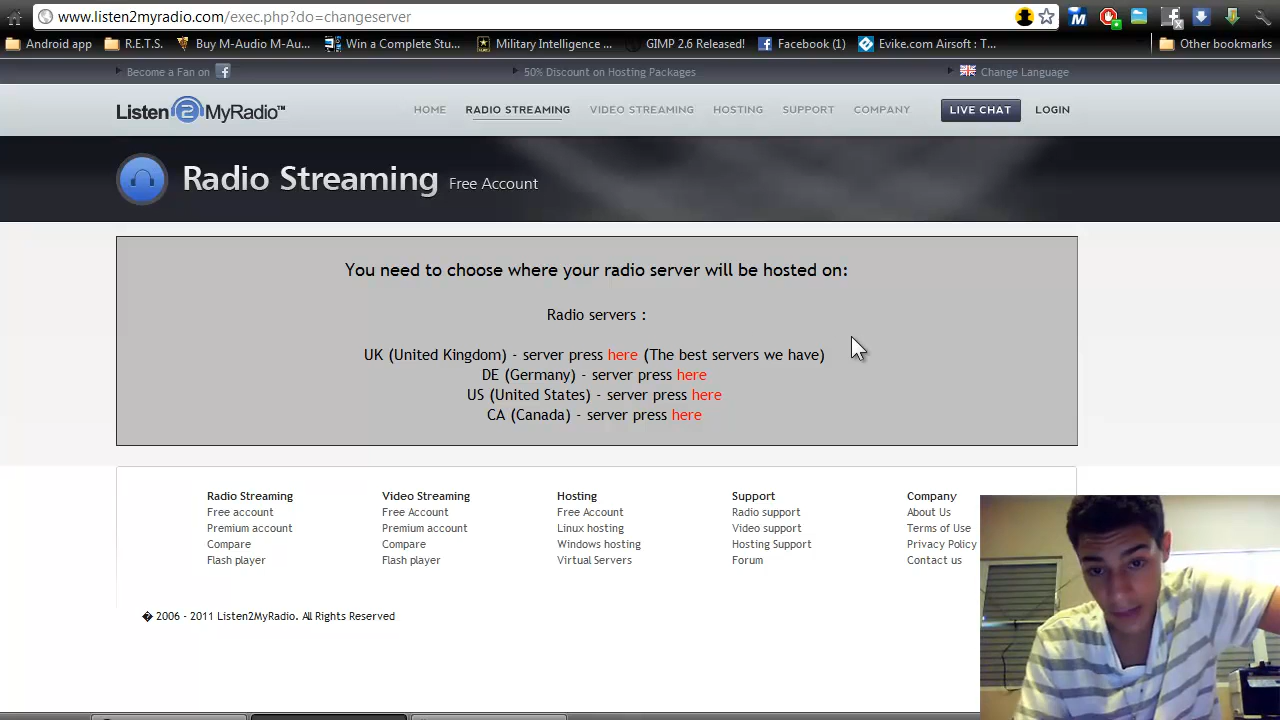 www.listen2myradio.com/exec.php?do=changeserver
Android app R.E.T.S. Buy M-Audio M-Au... Win a Complete Stu... Military Intelligence ... GIMP 2.6 Released! Facebook (1) Evike.com Airsoft : T... Other bookmarks
Become a Fan on 50% Discount on Hosting Packages Change Language
Listen 2 MyRadio™ HOME RADIO STREAMING VIDEO STREAMING HOSTING SUPPORT COMPANY LIVE CHAT LOGIN
Radio Streaming Free Account
You need to choose where your radio server will be hosted on:
Radio servers :
UK (United Kingdom) - server press here (The best servers we have)
DE (Germany) - server press here
US (United States) - server press here
CA (Canada) - server press here
Radio Streaming Video Streaming Hosting Support Company
Free account Free Account Free Account Radio support About Us
Premium account Premium account Linux hosting Video support Terms of Use
Compare Compare Windows hosting Hosting Support Privacy Policy
Flash player Flash player Virtual Servers Forum Contact us
� 2006 - 2011 Listen2MyRadio. All Rights Reserved